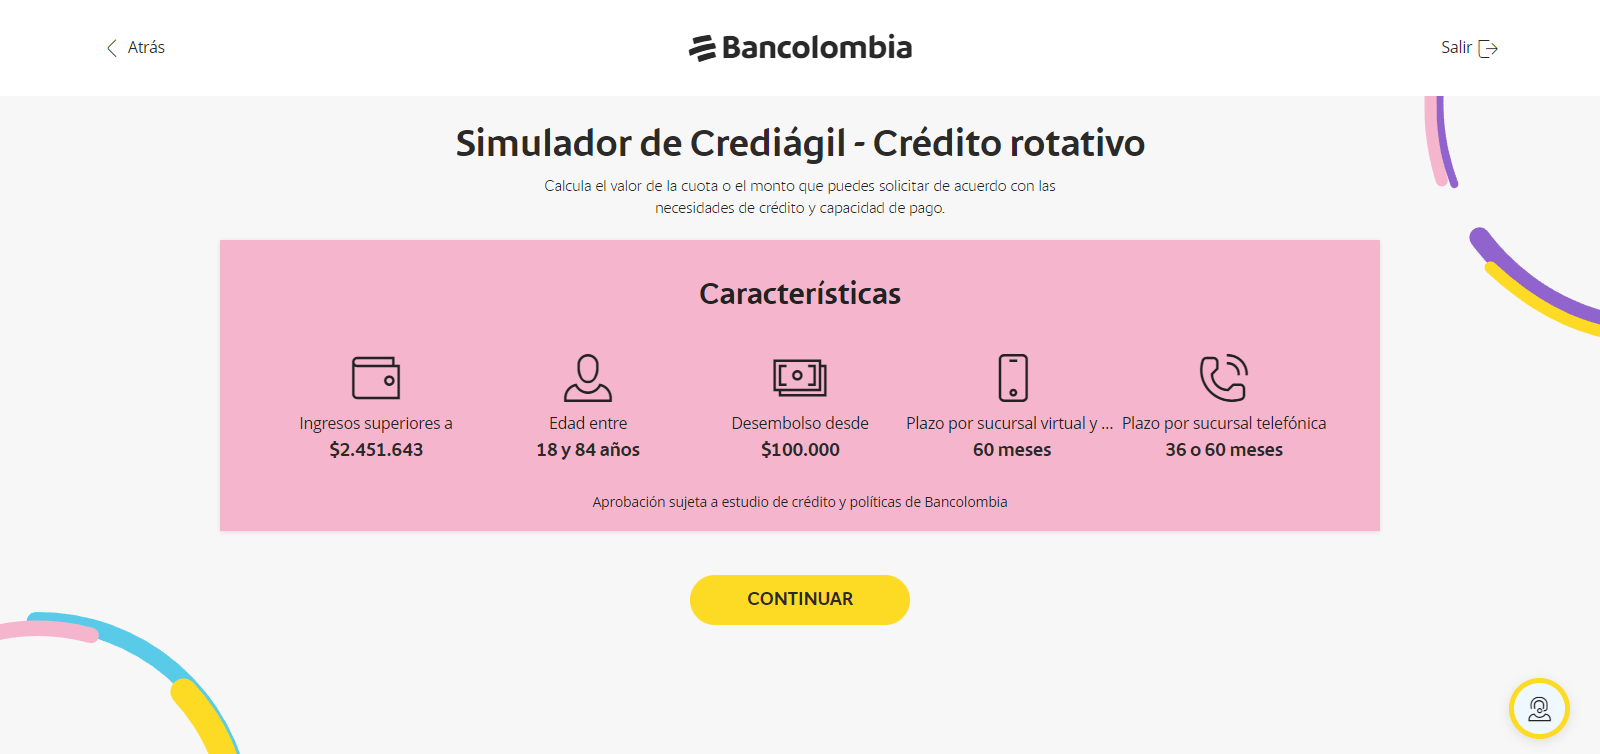 Atrás
Bancolombia
Salir
Simulador de Crediágil - Crédito rotativo
Calcula el valor de la cuota o el monto que puedes solicitar de acuerdo con las
necesidades de crédito y capacidad de pago.
Características
Ingresos superiores a
$2.451.643
Edad entre
18 y 84 años
Desembolso desde
$100.000
Plazo por sucursal virtual y ...
60 meses
Plazo por sucursal telefónica
36 o 60 meses
Aprobación sujeta a estudio de crédito y políticas de Bancolombia
CONTINUAR